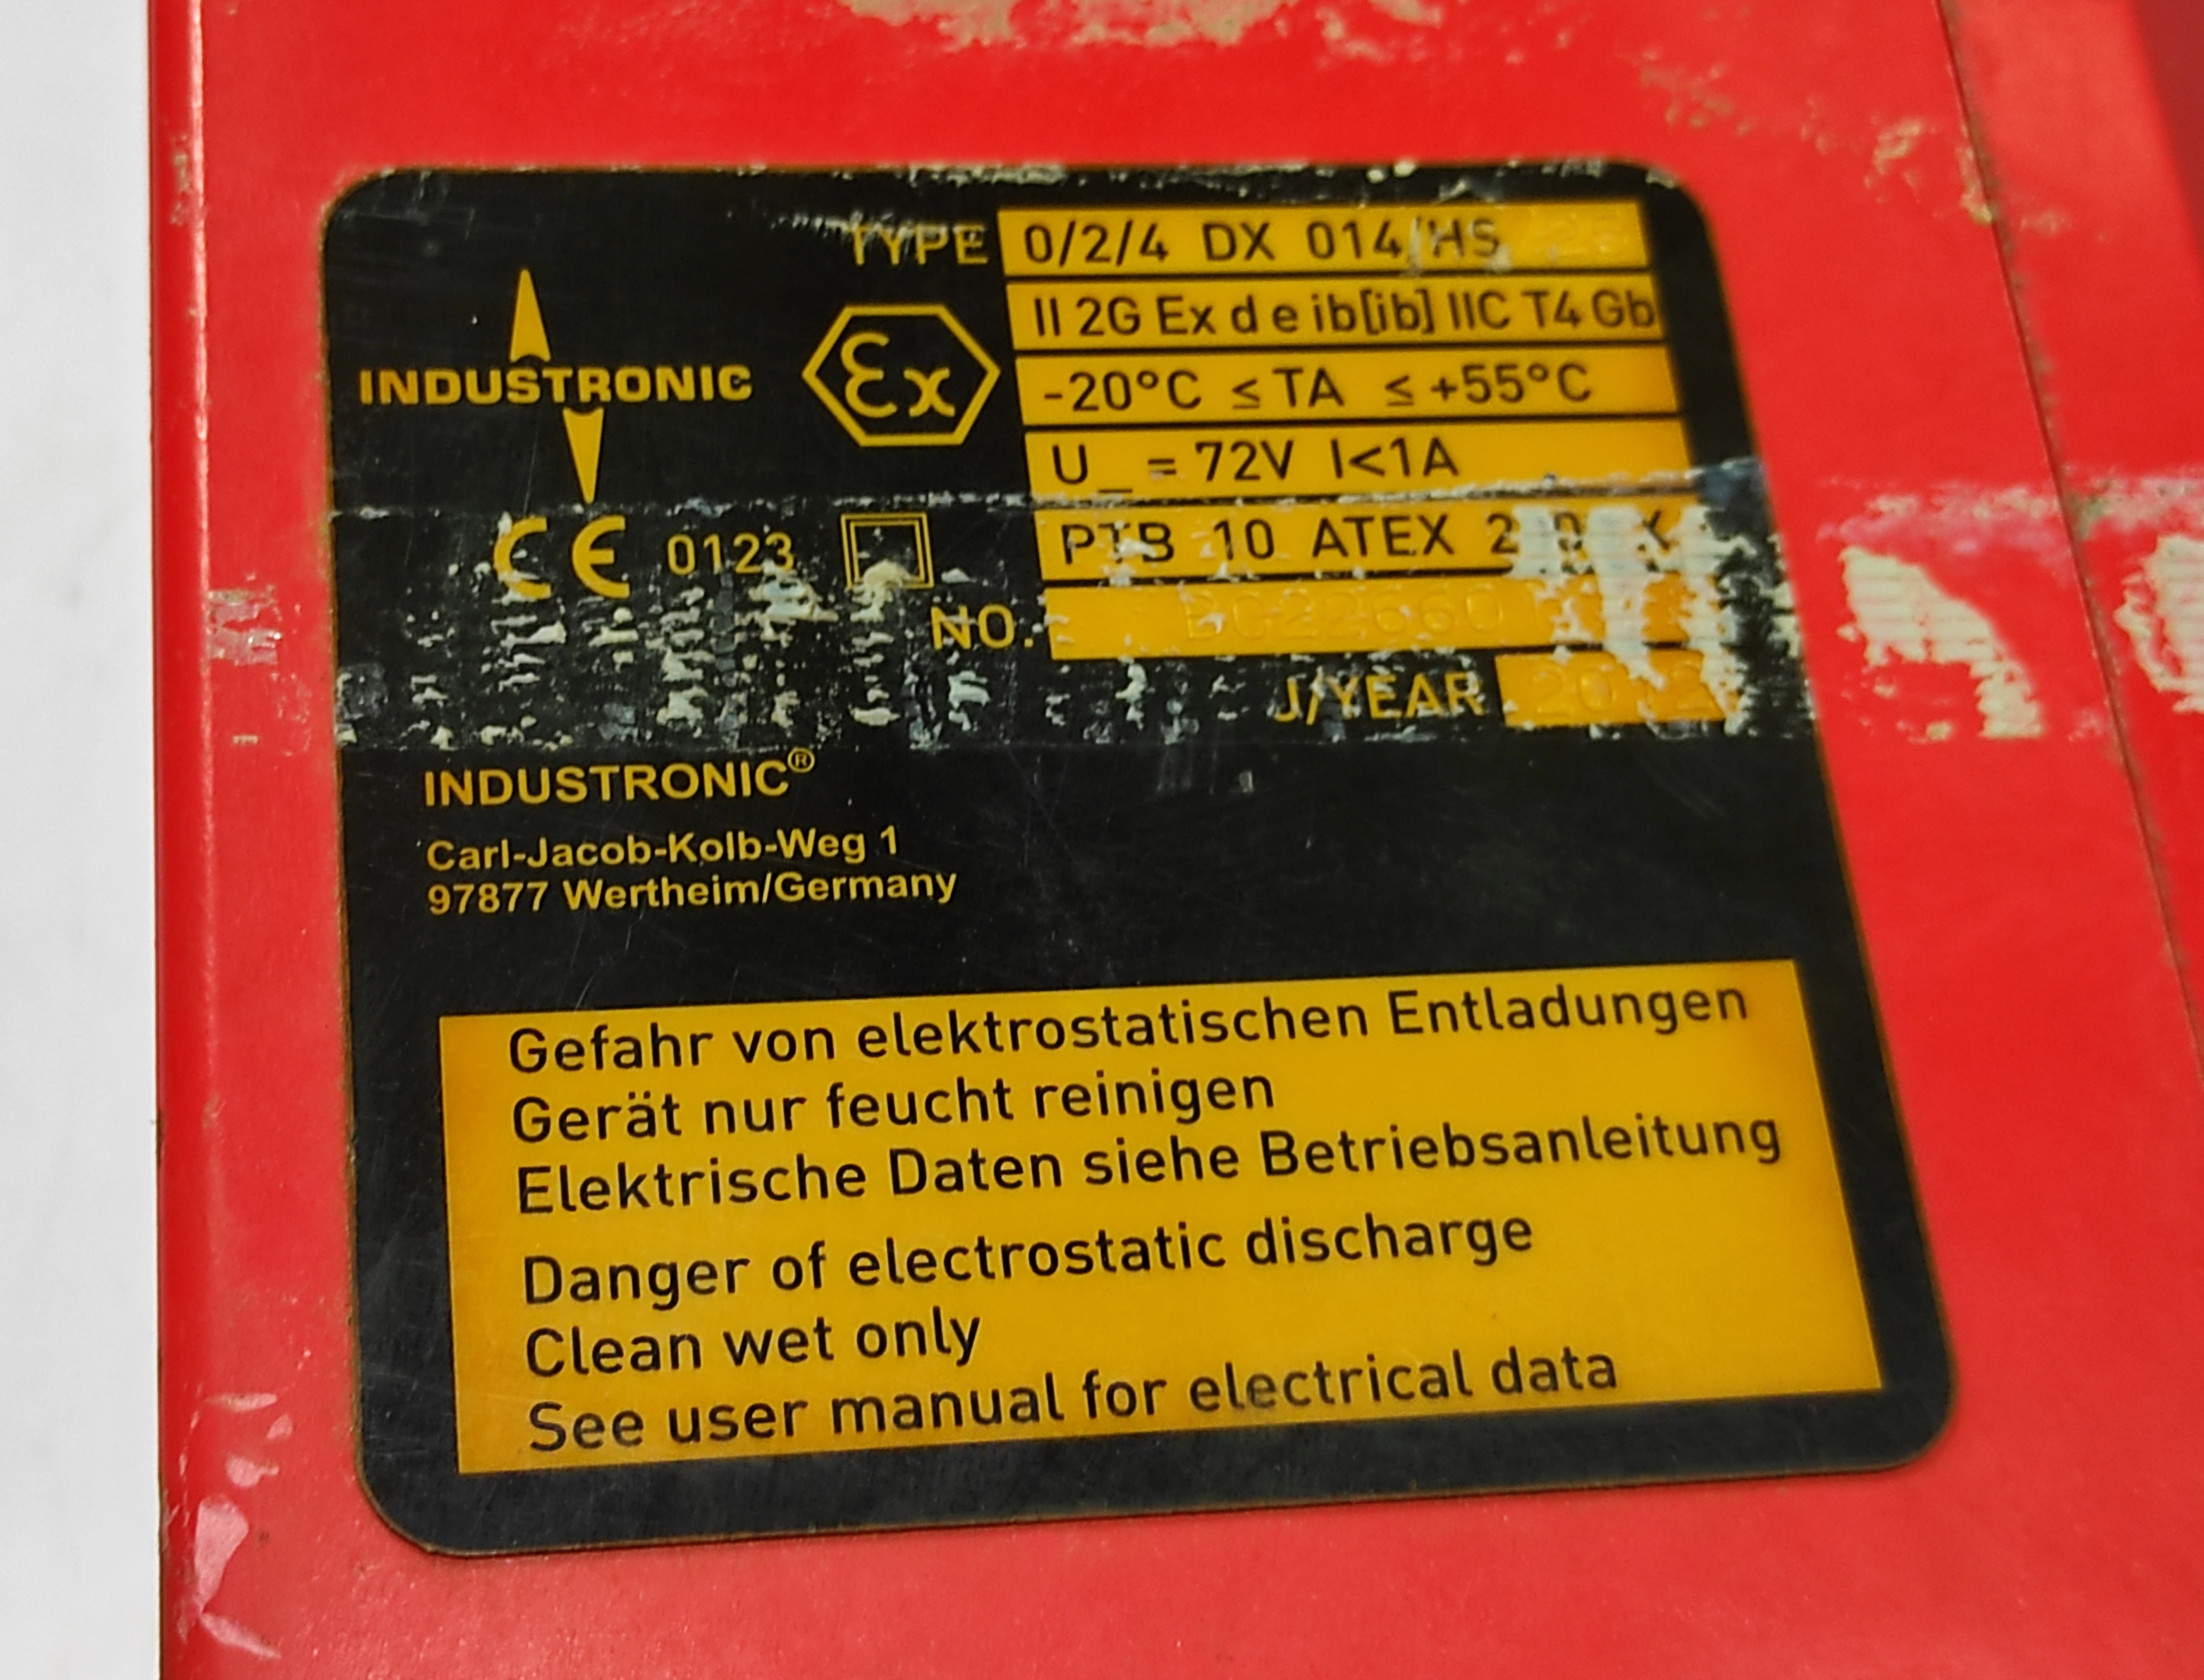 TYPE 0/2/4 DX 014/HS
II 2G Ex d e ib[ib] IIC T4 Gb
-20°C ≤ TA ≤ +55°C
U_ = 72V I<1A
PTB 10 ATEX
INDUSTRONIC
Ex
CE 0123
NO.
J/YEAR 2012
INDUSTRONIC®
Carl-Jacob-Kolb-Weg 1
97877 Wertheim/Germany
Gefahr von elektrostatischen Entladungen
Gerät nur feucht reinigen
Elektrische Daten siehe Betriebsanleitung
Danger of electrostatic discharge
Clean wet only
See user manual for electrical data